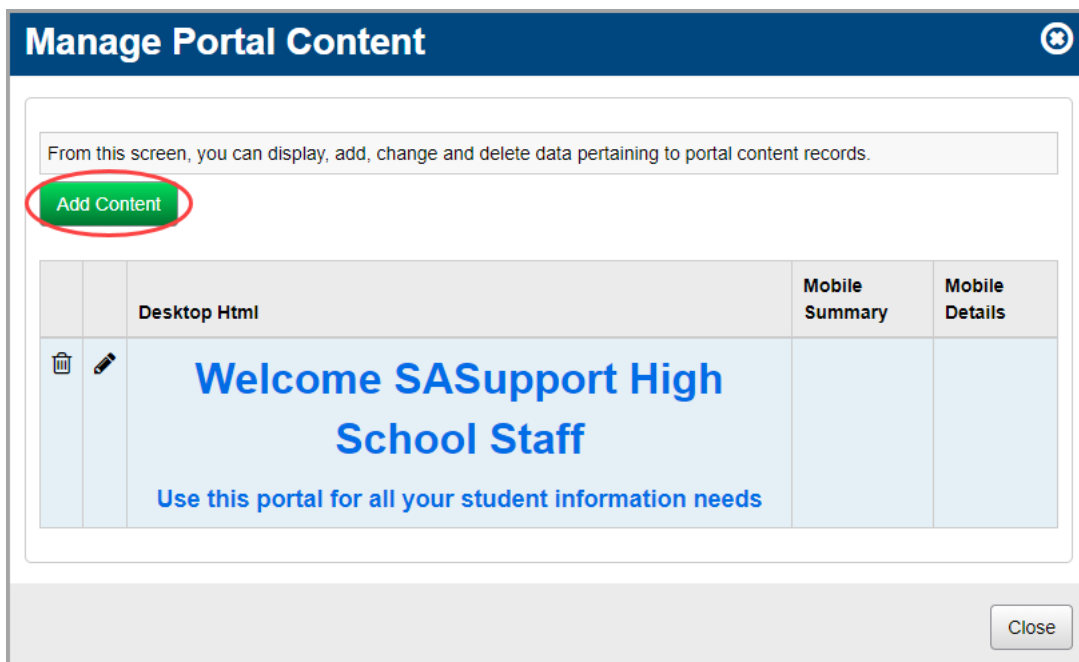 Manage Portal Content
From this screen, you can display, add, change and delete data pertaining to portal content records.
Add Content
Desktop Html
Mobile
Summary
Mobile
Details
Welcome SASupport High
School Staff
Use this portal for all your student information needs
Close